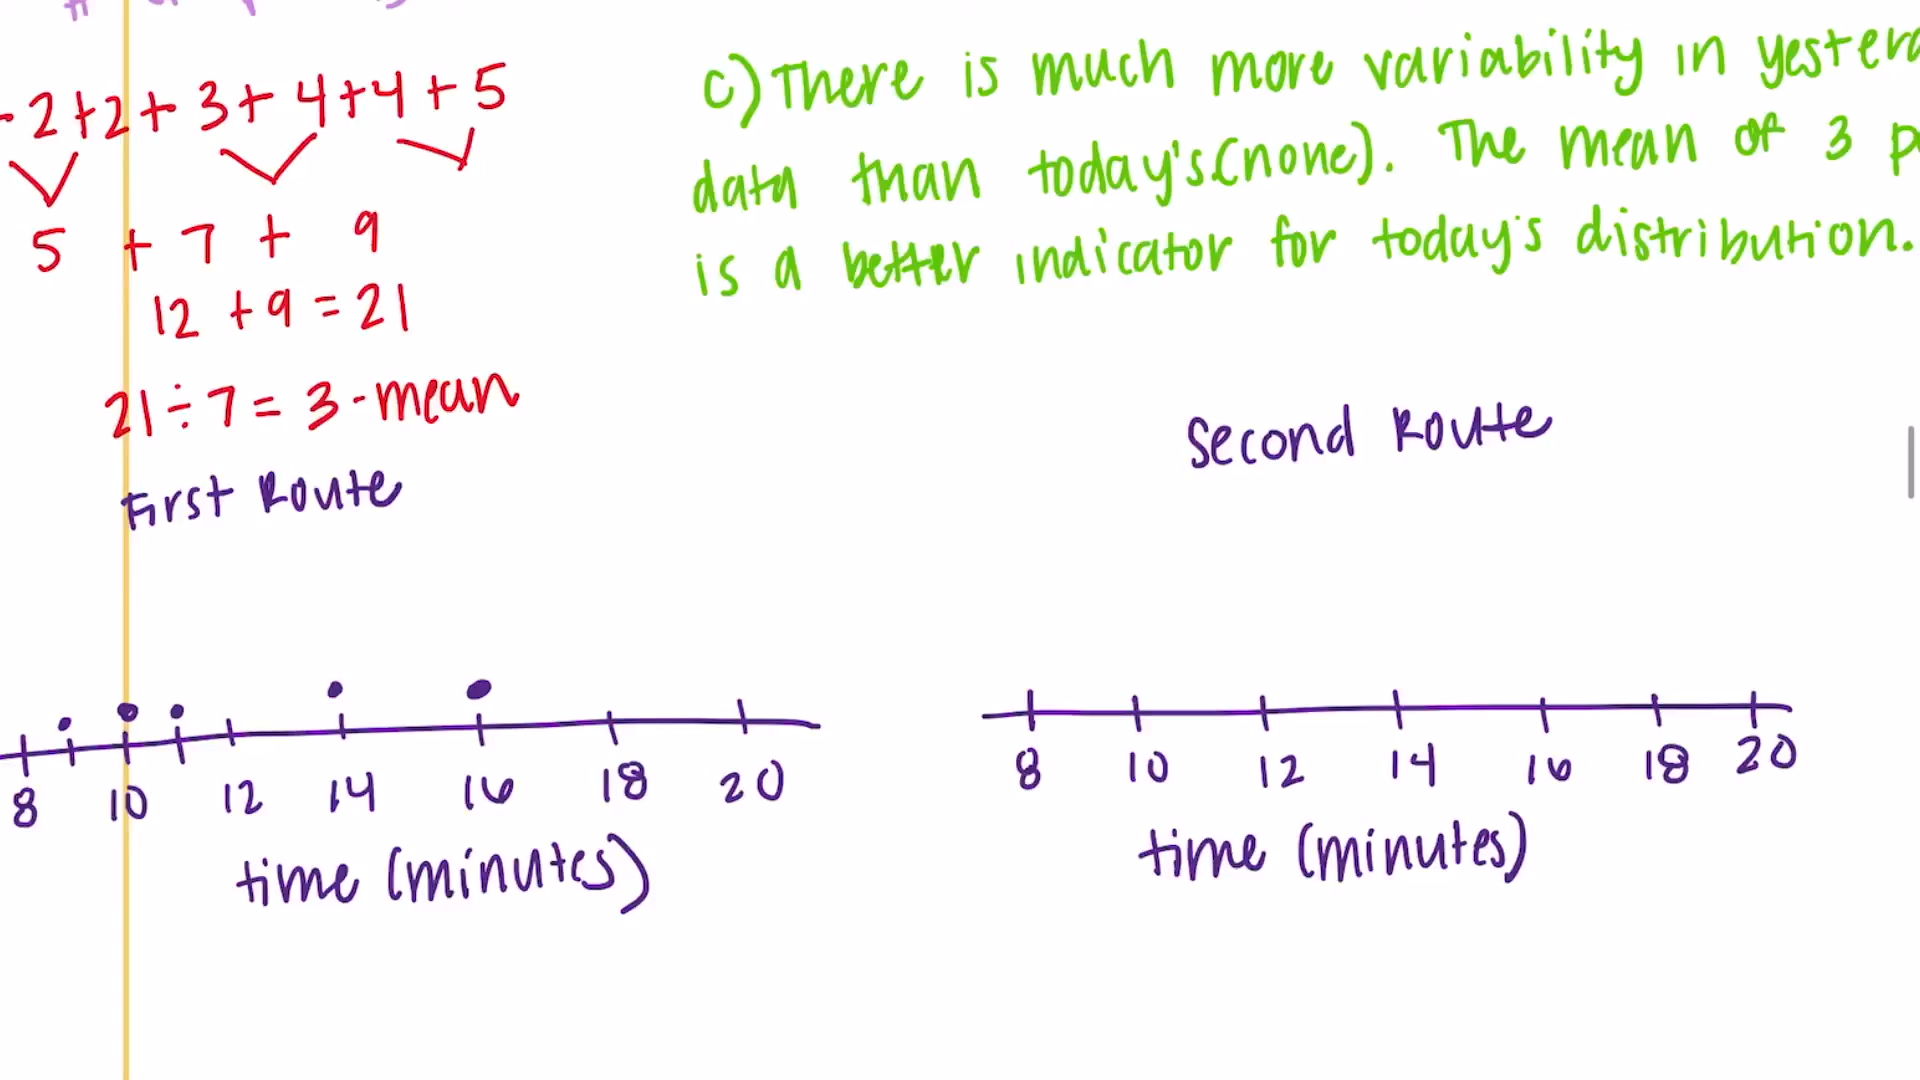 2+2+3+4+4+5
5 + 7 + 9
12 + 9 = 21
21 ÷ 7 = 3 - mean
First Route
8 10 12 14 16 18 20
time (minutes)
c) There is much more variability in
data than today's (none). The mean of 3
is a better indicator for today's distribution.
Second Route
8 10 12 14 16 18 20
time (minutes)